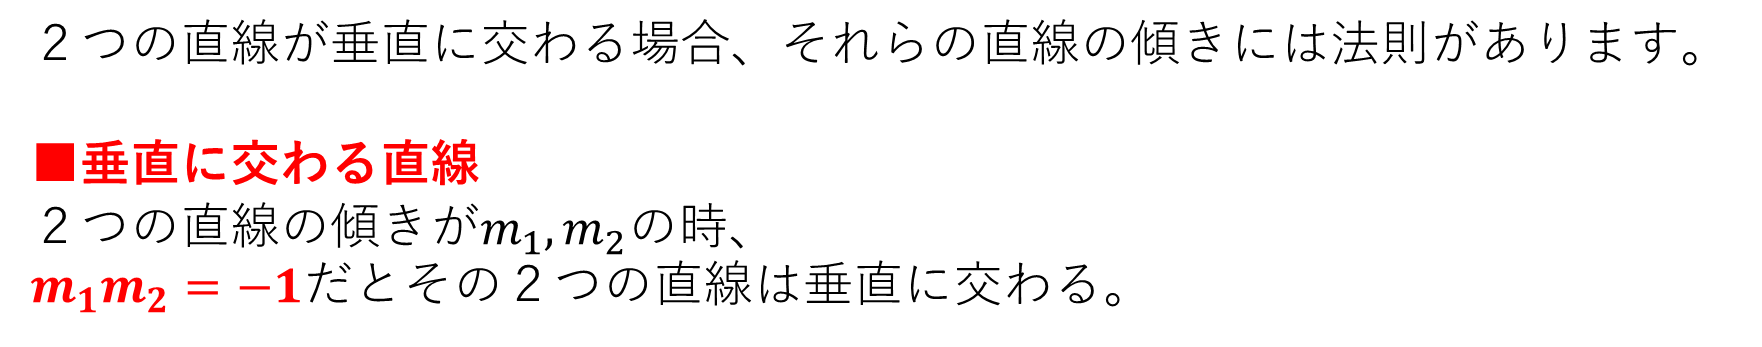 ２つの直線が垂直に交わる場合、それらの直線の傾きには法則があります。
■垂直に交わる直線
２つの直線の傾きがm₁, m₂の時、
m₁m₂ = −1だとその２つの直線は垂直に交わる。